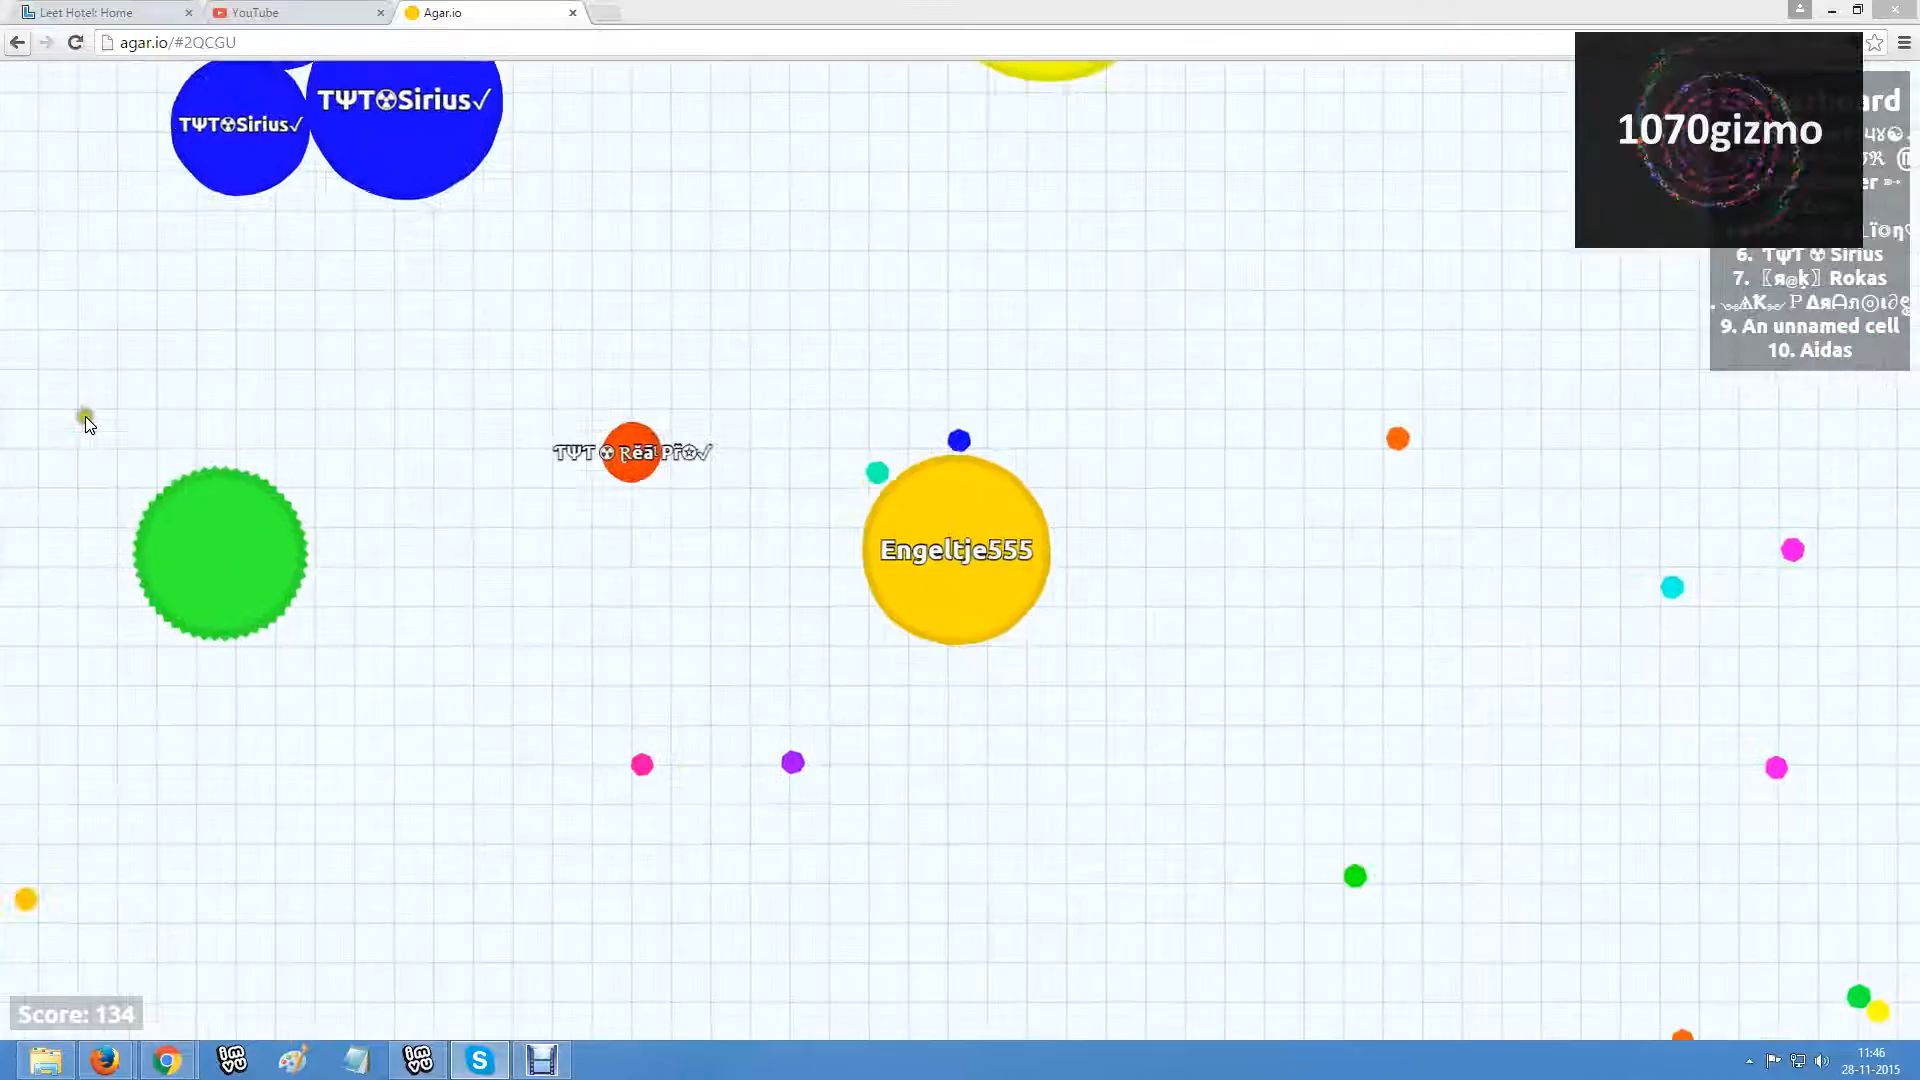 Leet Hotel: Home
YouTube
Agar.io
agar.io/#2QCGU
TΨT☢Sirius√
TΨT☢Sirius√
1070gizmo
ard
6. TΨT ☢ Sirius
7. 〖я@ķ〗 Rokas
9. An unnamed cell
10. Aidas
Engeltje555
Score: 134
11:46
28-11-2015